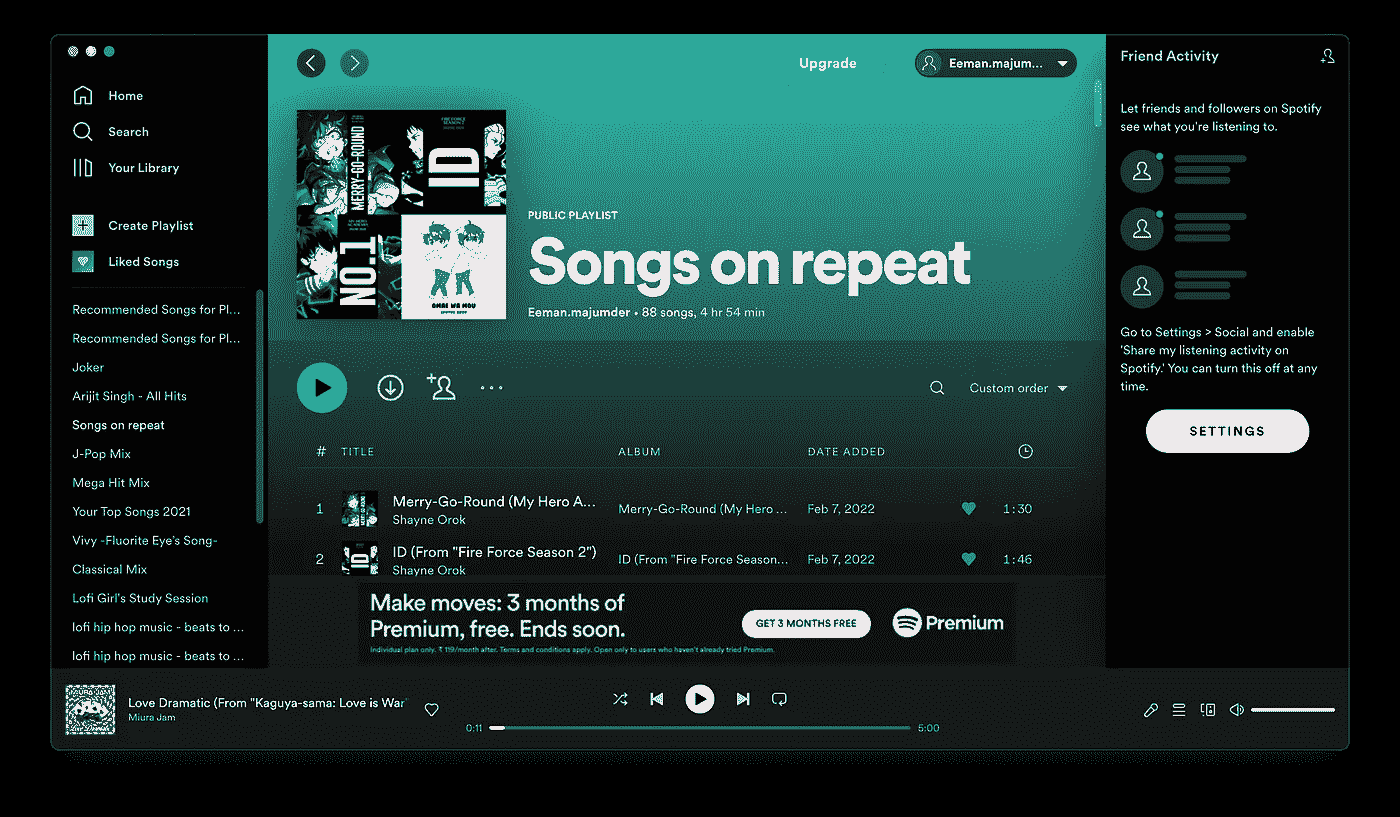 Home
Search
Your Library
Create Playlist
Liked Songs
Recommended Songs for Pl...
Recommended Songs for Pl...
Joker
Arijit Singh - All Hits
Songs on repeat
J-Pop Mix
Mega Hit Mix
Your Top Songs 2021
Vivy -Fluorite Eye's Song-
Classical Mix
Lofi Girl's Study Session
lofi hip hop music - beats to ...
lofi hip hop music - beats to ...
Upgrade
Eeman.majum...
MERRY-GO-ROUND
FIRE FORCE
SEASON 2
ID
MY HERO
ACADEMIA
NO.1
OMAE WA MOU
PUBLIC PLAYLIST
Songs on repeat
Eeman.majumder • 88 songs, 4 hr 54 min
Custom order
# TITLE ALBUM DATE ADDED
1 Merry-Go-Round (My Hero A... Merry-Go-Round (My Hero ... Feb 7, 2022 1:30
Shayne Orok
2 ID (From "Fire Force Season 2") ID (From "Fire Force Season... Feb 7, 2022 1:46
Shayne Orok
Make moves: 3 months of
Premium, free. Ends soon.
Individual plan only. ₹ 119/month after. Terms and conditions apply. Open only to users who haven't already tried Premium.
GET 3 MONTHS FREE
Premium
Friend Activity
Let friends and followers on Spotify
see what you're listening to.
Go to Settings > Social and enable
'Share my listening activity on
Spotify.' You can turn this off at any
time.
SETTINGS
MIURA JAM
Love Dramatic (From "Kaguya-sama: Love is War
Miura Jam
0:11
5:00